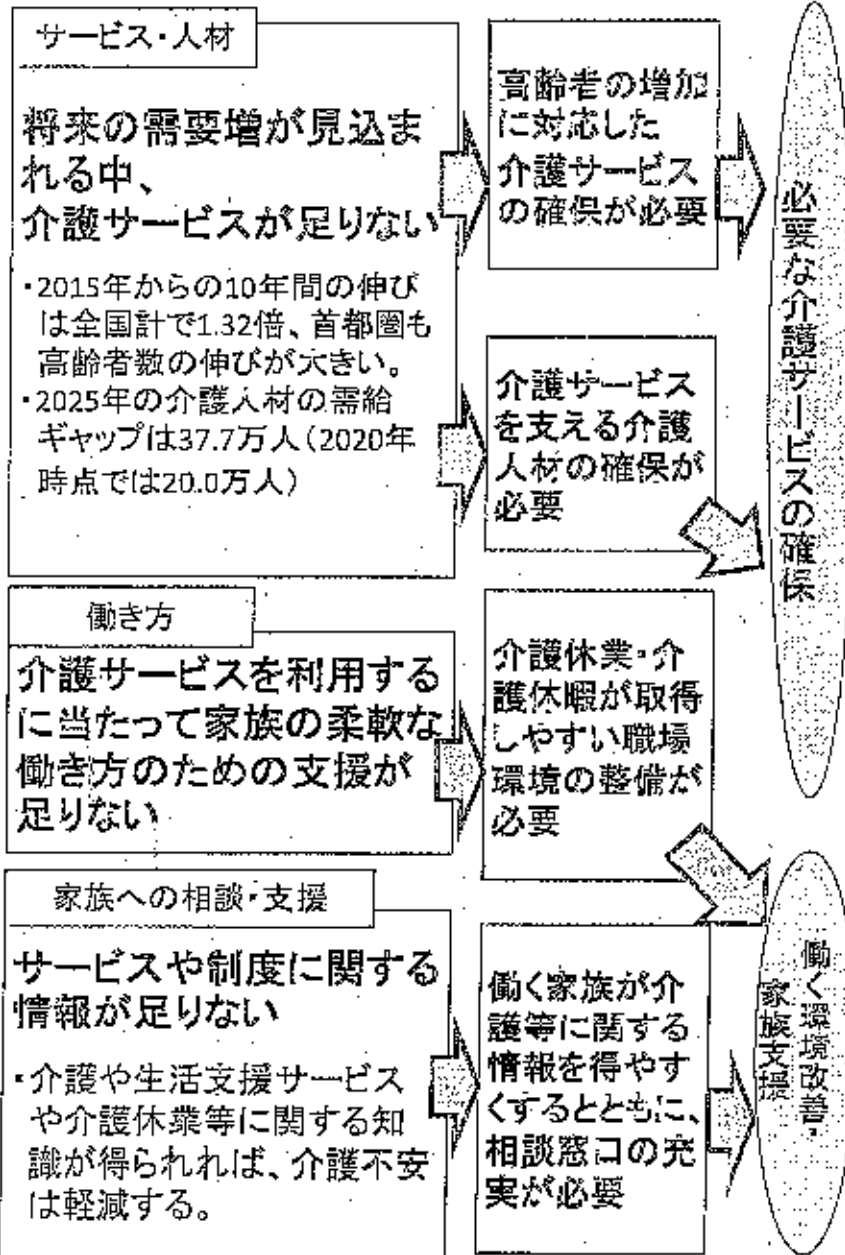 サービス・人材
将来の需要増が見込ま
れる中、
介護サービスが足りない
・2015年からの10年間の伸び
は全国計で1.32倍、首都圏も
高齢者数の伸びが大きい。
・2025年の介護人材の需給
ギャップは37.7万人(2020年
時点では20.0万人)
高齢者の増加
に対応した
介護サービス
の確保が必要
介護サービス
を支える介護
人材の確保が
必要
必要な介護サービスの確保
働き方
介護サービスを利用する
に当たって家族の柔軟な
働き方のための支援が
足りない
介護休業・介
護休暇が取得
しやすい職場
環境の整備が
必要
家族への相談・支援
サービスや制度に関する
情報が足りない
・介護や生活支援サービス
や介護休業等に関する知
識が得られれば、介護不安
は軽減する。
働く家族が介
護等に関する
情報を得やす
くするとともに、
相談窓口の充
実が必要
働く環境改善・
家族支援